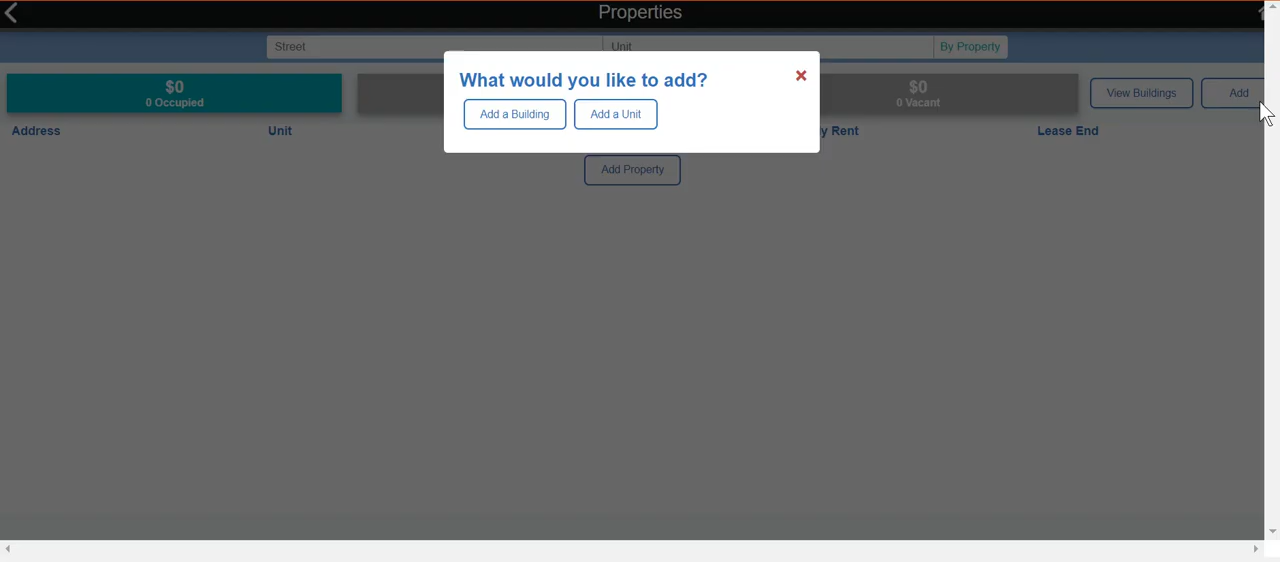 Properties
Street
Unit
By Property
What would you like to add?
Add a Building
Add a Unit
$0
0 Occupied
$0
0 Vacant
View Buildings
Add
Address
Unit
y Rent
Lease End
Add Property